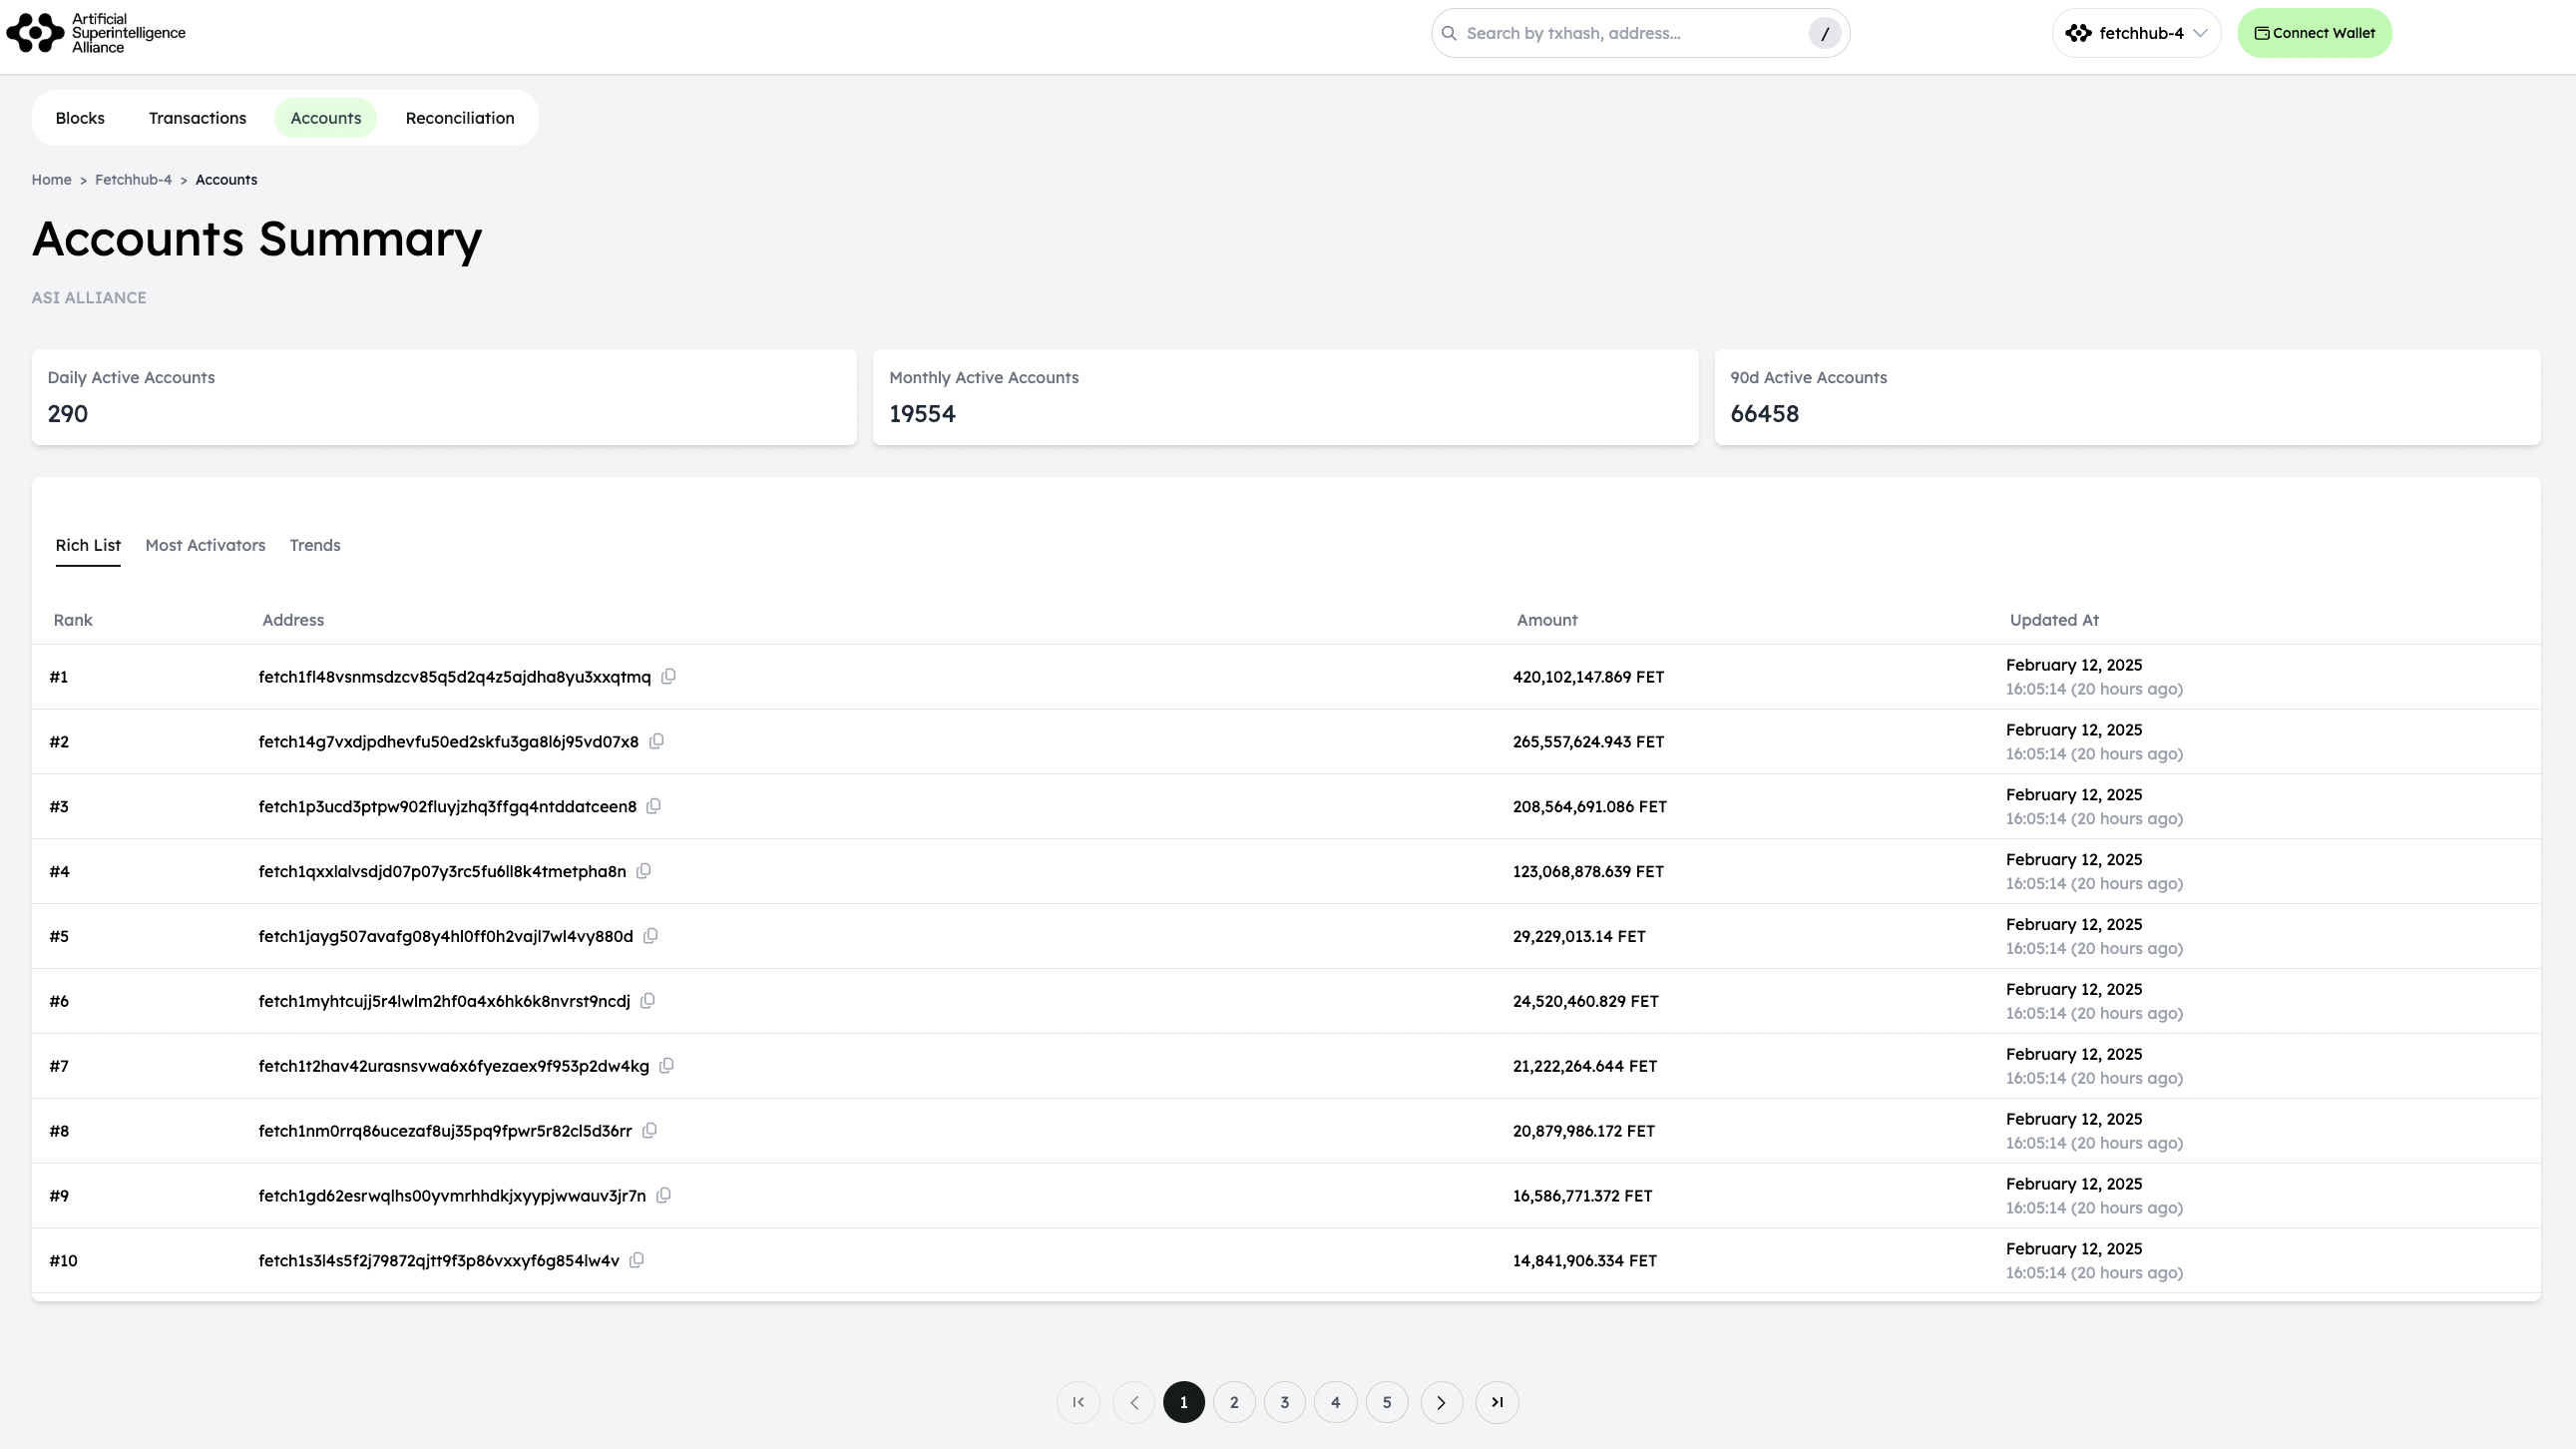 Artificial
Superintelligence
Alliance
Search by txhash, address...
/
fetchhub-4
Connect Wallet
Blocks
Transactions
Accounts
Reconciliation
Home > Fetchhub-4 > Accounts
Accounts Summary
ASI ALLIANCE
Daily Active Accounts
290
Monthly Active Accounts
19554
90d Active Accounts
66458
Rich List
Most Activators
Trends
Rank Address Amount Updated At
#1 fetch1fl48vsnmsdzcv85q5d2q4z5ajdha8yu3xxqtmq 420,102,147.869 FET February 12, 2025
16:05:14 (20 hours ago)
#2 fetch14g7vxdjpdhevfu50ed2skfu3ga8l6j95vd07x8 265,557,624.943 FET February 12, 2025
16:05:14 (20 hours ago)
#3 fetch1p3ucd3ptpw902fluyjzhq3ffgq4ntddatceen8 208,564,691.086 FET February 12, 2025
16:05:14 (20 hours ago)
#4 fetch1qxxlalvsdjd07p07y3rc5fu6ll8k4tmetpha8n 123,068,878.639 FET February 12, 2025
16:05:14 (20 hours ago)
#5 fetch1jayg507avafg08y4hl0ff0h2vajl7wl4vy880d 29,229,013.14 FET February 12, 2025
16:05:14 (20 hours ago)
#6 fetch1myhtcujj5r4lwlm2hf0a4x6hk6k8nvrst9ncdj 24,520,460.829 FET February 12, 2025
16:05:14 (20 hours ago)
#7 fetch1t2hav42urasnsvwa6x6fyezaex9f953p2dw4kg 21,222,264.644 FET February 12, 2025
16:05:14 (20 hours ago)
#8 fetch1nm0rrq86ucezaf8uj35pq9fpwr5r82cl5d36rr 20,879,986.172 FET February 12, 2025
16:05:14 (20 hours ago)
#9 fetch1gd62esrwqlhs00yvmrhhdkjxyypjwwauv3jr7n 16,586,771.372 FET February 12, 2025
16:05:14 (20 hours ago)
#10 fetch1s3l4s5f2j79872qjtt9f3p86vxxyf6g854lw4v 14,841,906.334 FET February 12, 2025
16:05:14 (20 hours ago)
1 2 3 4 5